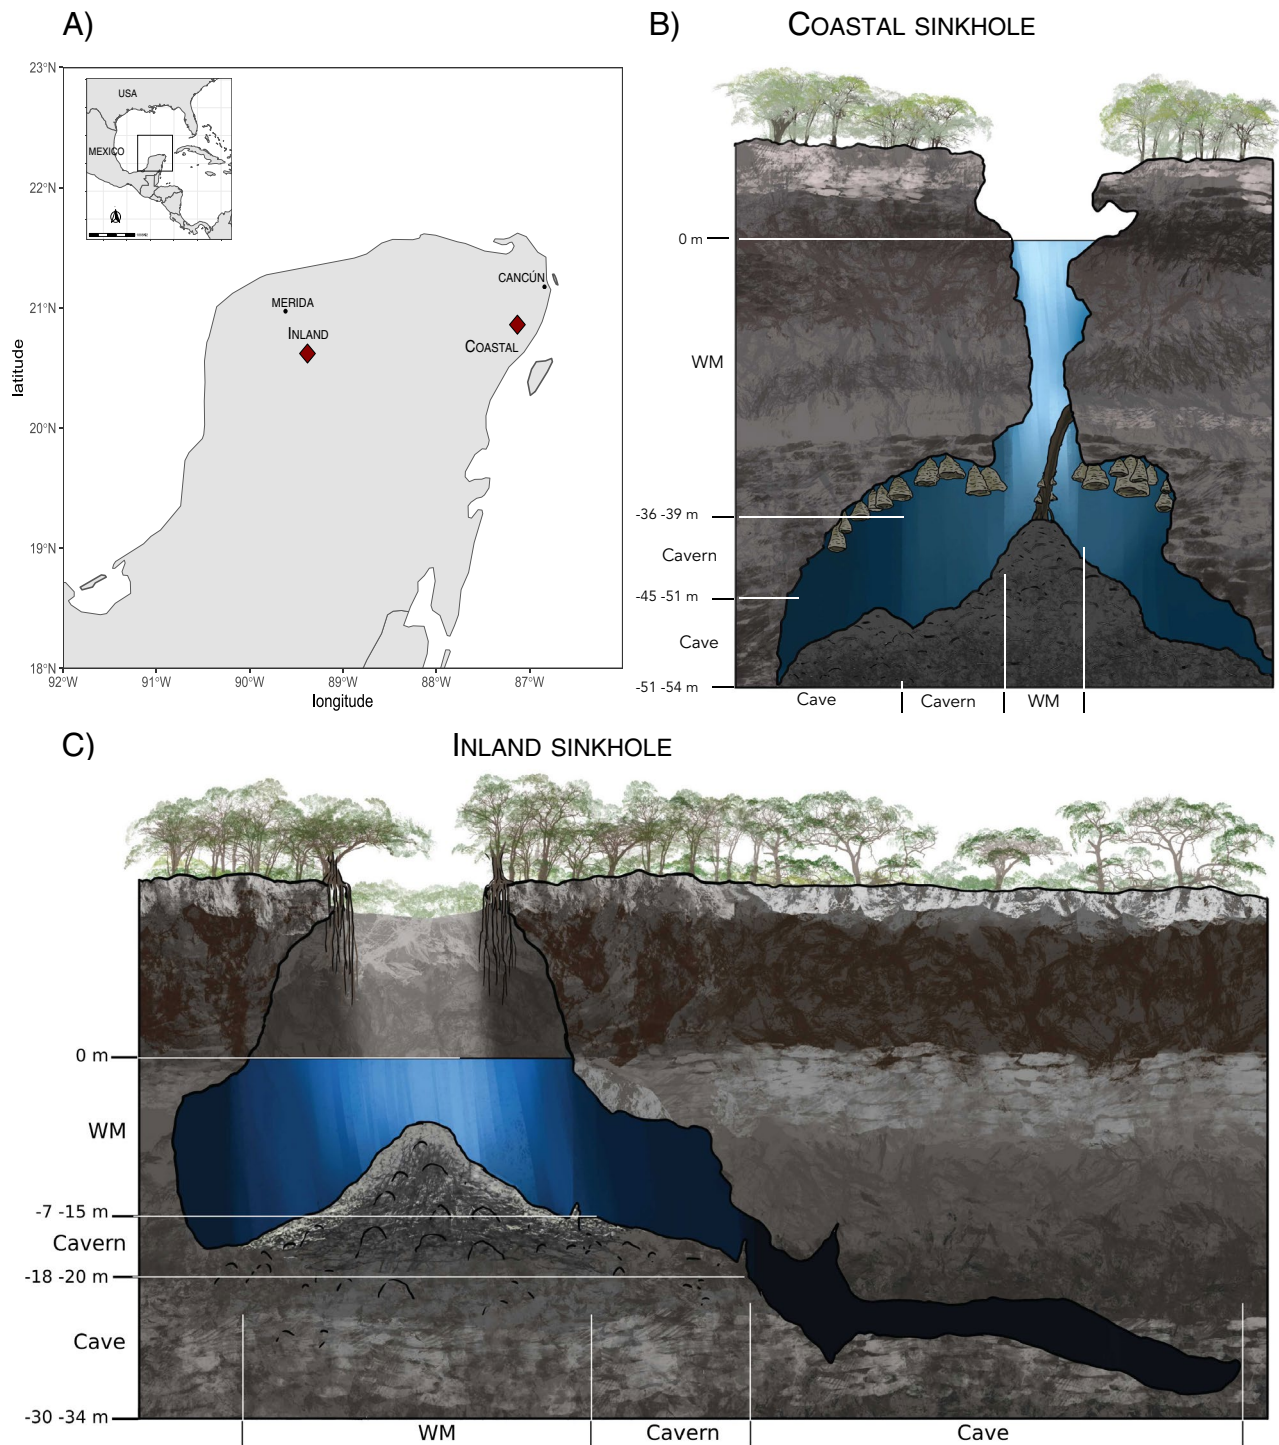 A)
23°N
22°N
21°N
20°N
19°N
18°N
latitude
USA
MEXICO
MERIDA
INLAND
CANCÚN
COASTAL
92°W 91°W 90°W 89°W 88°W 87°W
longitude
B) COASTAL SINKHOLE
0 m
WM
-36 -39 m
Cavern
-45 -51 m
Cave
-51 -54 m
Cave Cavern WM
C) INLAND SINKHOLE
0 m
WM
-7 -15 m
Cavern
-18 -20 m
Cave
-30 -34 m
WM Cavern Cave